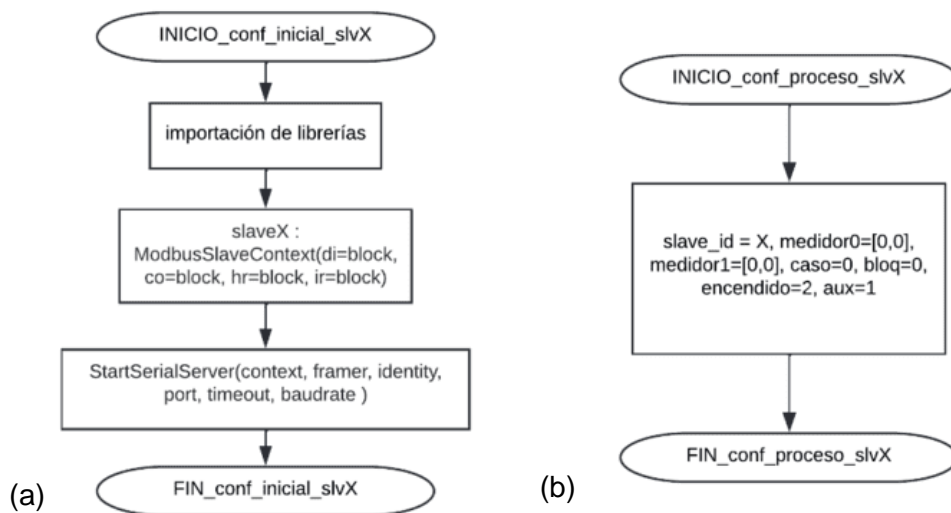 INICIO_conf_inicial_slvX
importación de librerías
slaveX :
ModbusSlaveContext(di=block,
co=block, hr=block, ir=block)
StartSerialServer(context, framer, identity,
port, timeout, baudrate )
FIN_conf_inicial_slvX
(a)
INICIO_conf_proceso_slvX
slave_id = X, medidor0=[0,0],
medidor1=[0,0], caso=0, bloq=0,
encendido=2, aux=1
FIN_conf_proceso_slvX
(b)